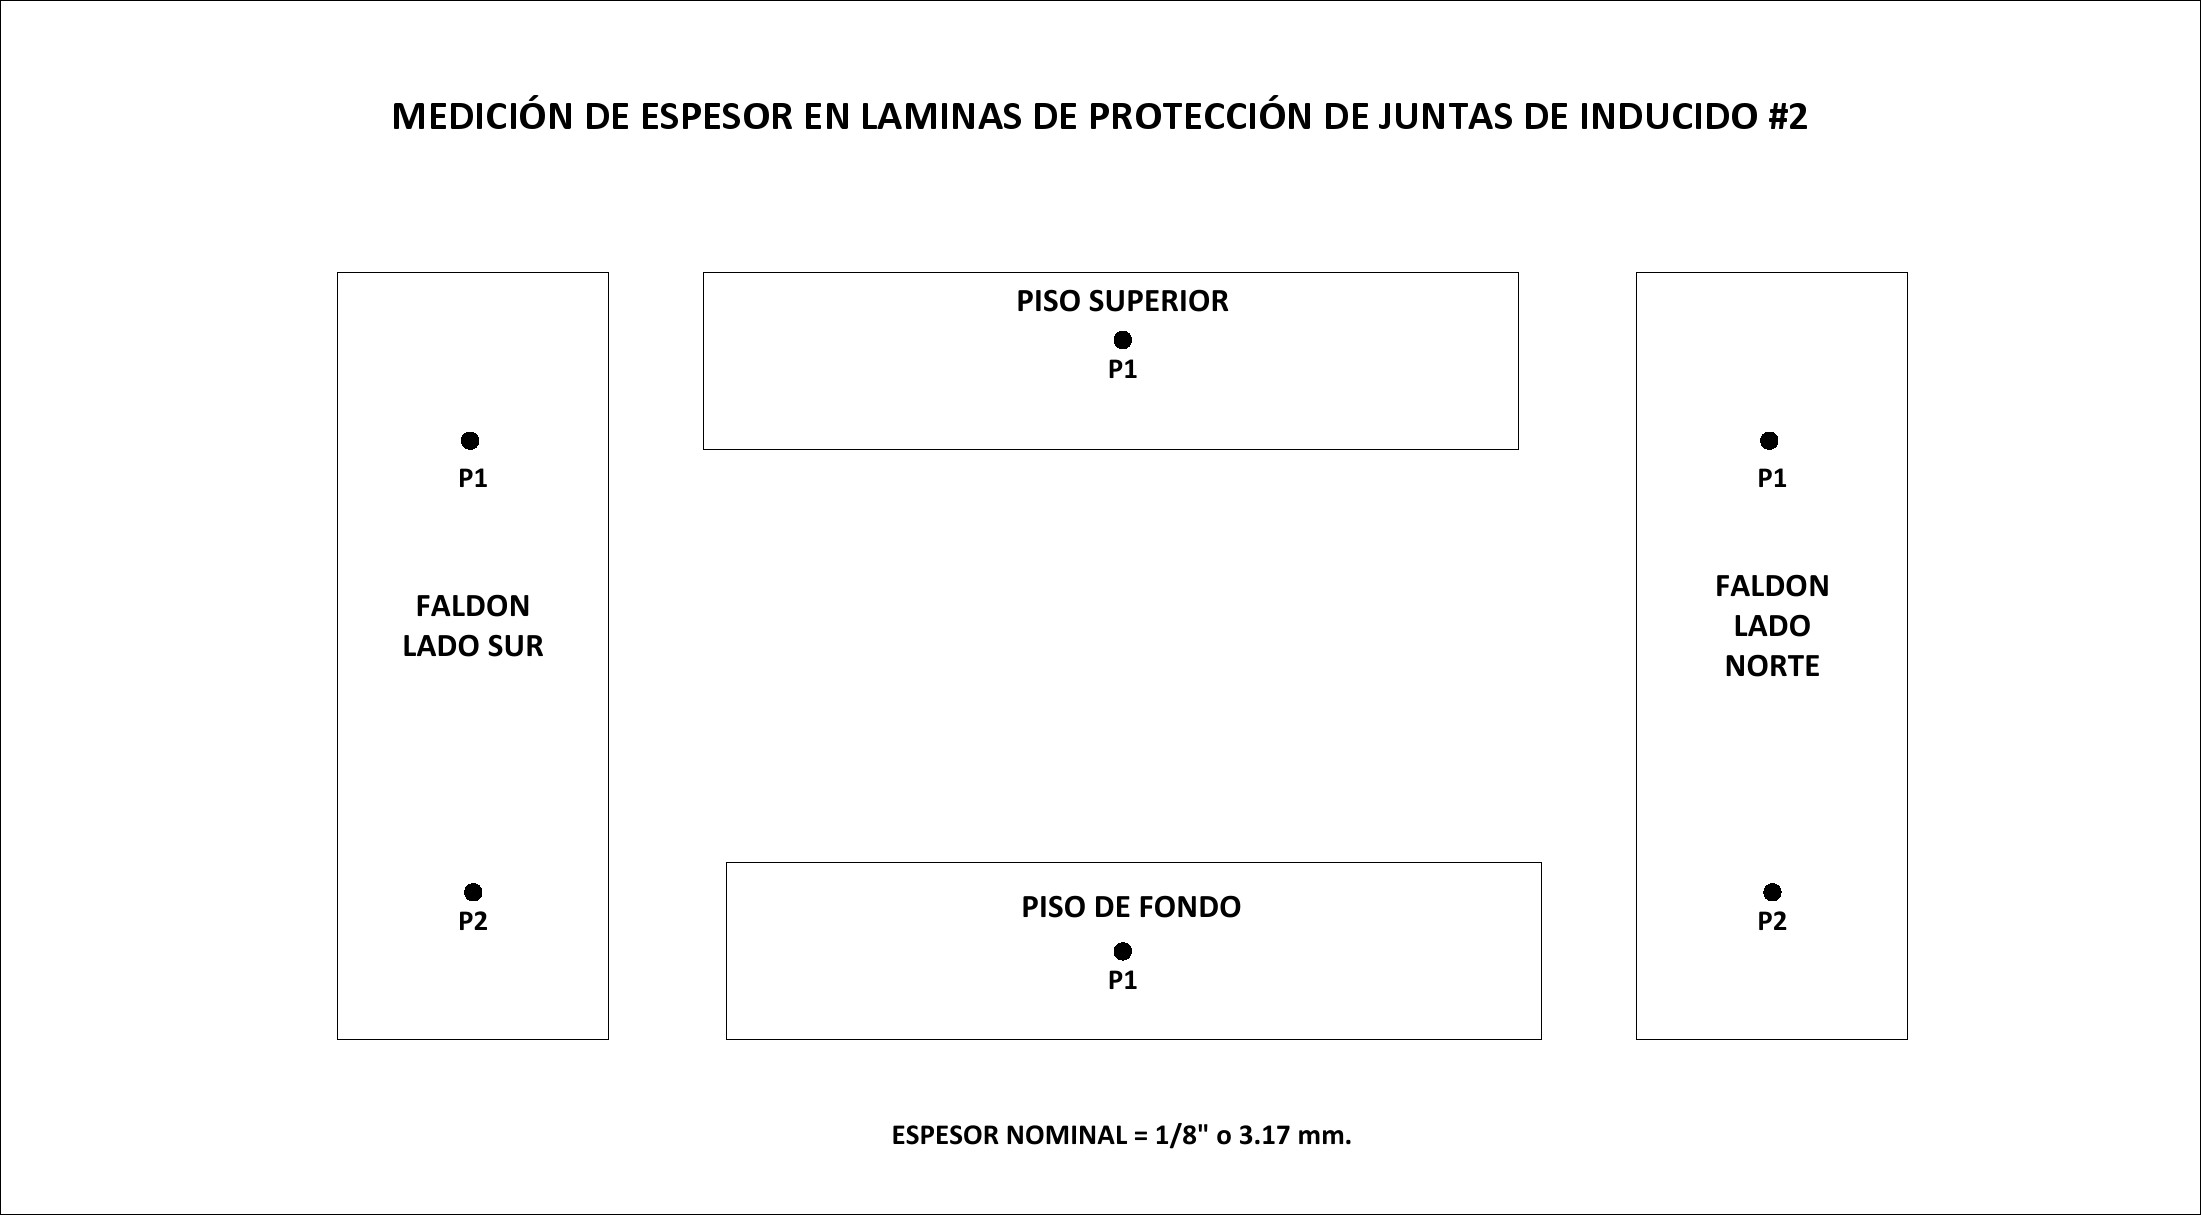 MEDICIÓN DE ESPESOR EN LAMINAS DE PROTECCIÓN DE JUNTAS DE INDUCIDO #2
PISO SUPERIOR
P1
P1
FALDON
LADO SUR
P2
P1
FALDON
LADO
NORTE
P2
PISO DE FONDO
P1
ESPESOR NOMINAL = 1/8" o 3.17 mm.